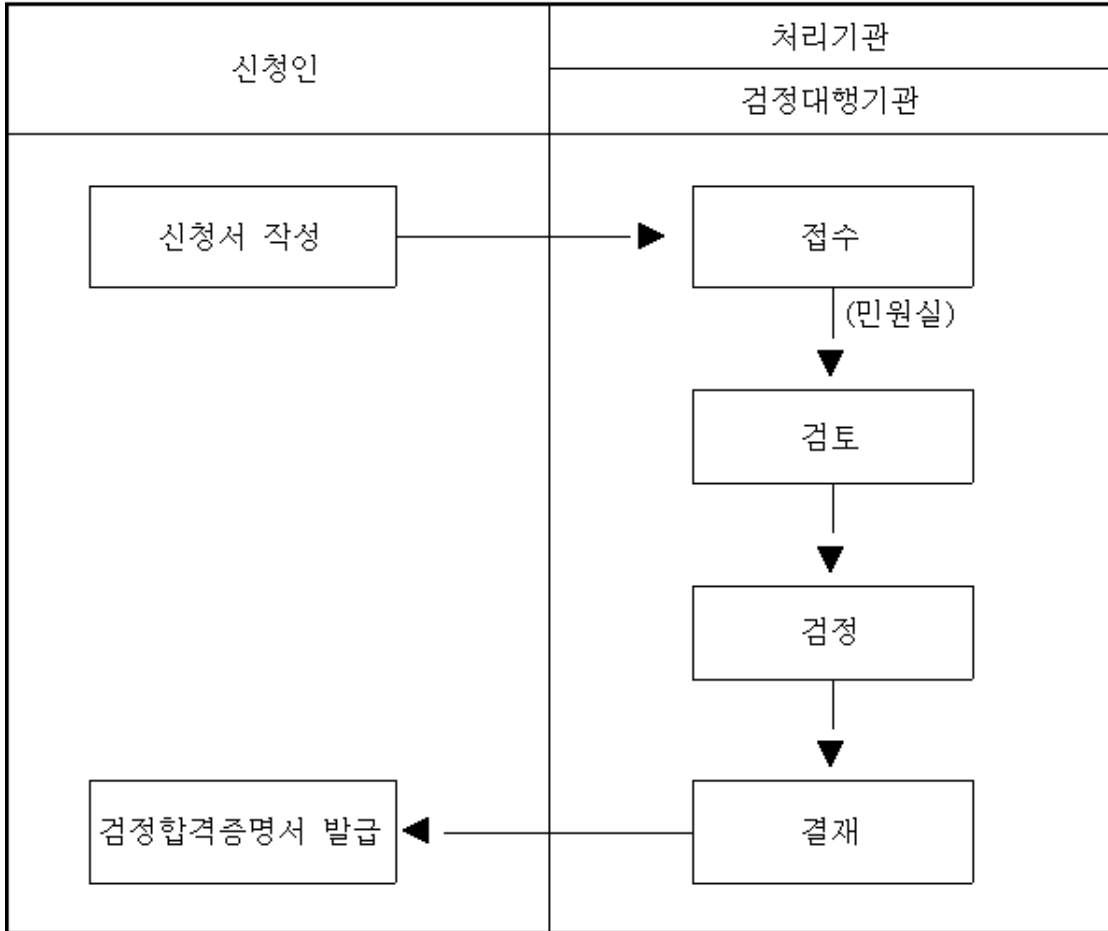 신청인
처리기관
검정대행기관
신청서 작성
접수
(민원실)
검토
검정
검정합격증명서 발급
결재